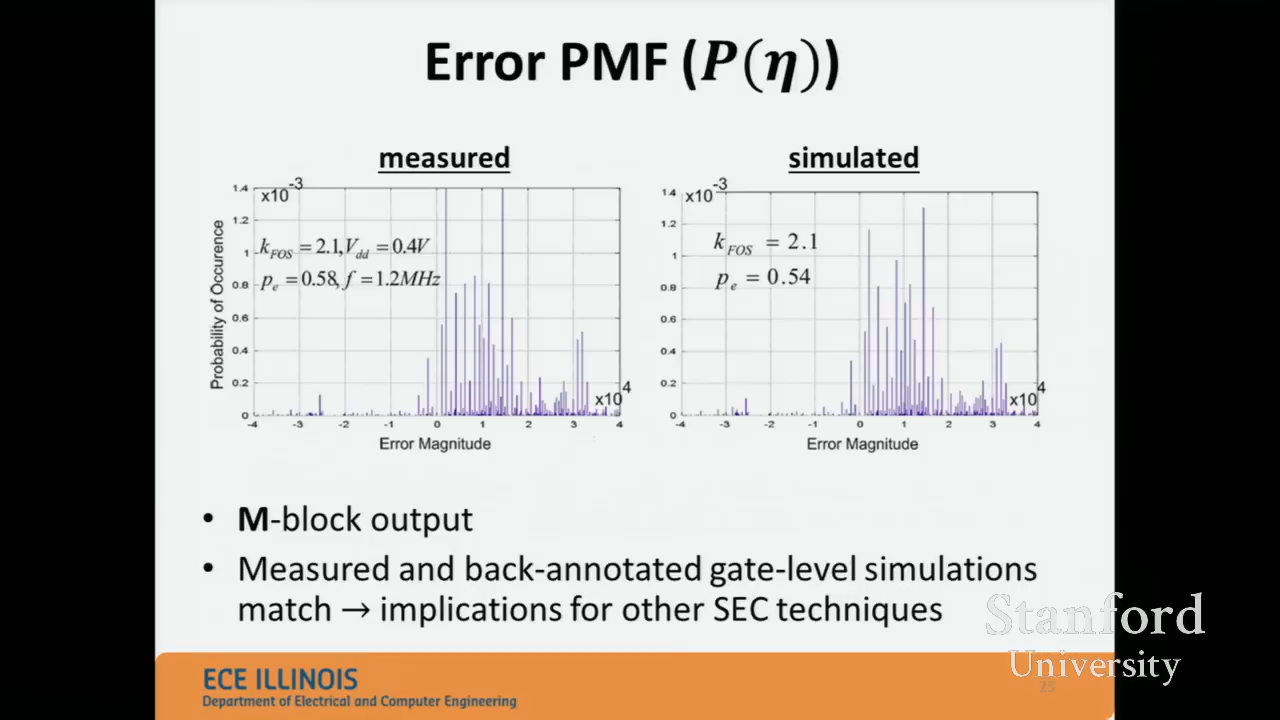 Error PMF (P(η))
measured
simulated
x10⁻³
1.4
1.2
1
0.8
0.6
0.4
0.2
0
k_FOS = 2.1, V_dd = 0.4V
p_e = 0.58, f = 1.2MHz
Probability of Occurence
x10⁴
-4 -3 -2 -1 0 1 2 3 4
Error Magnitude
x10⁻³
1.4
1.2
1
0.8
0.6
0.4
0.2
0
k_FOS = 2.1
p_e = 0.54
x10⁴
-4 -3 -2 -1 0 1 2 3 4
Error Magnitude
• M-block output
• Measured and back-annotated gate-level simulations
match → implications for other SEC techniques
Stanford
University
ECE ILLINOIS
Department of Electrical and Computer Engineering
25